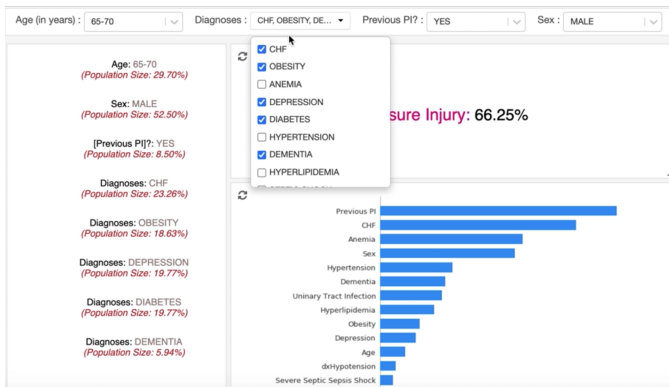 Age (in years) : 65-70 Diagnoses : CHF, OBESITY, DE... Previous PI? : YES Sex : MALE
Age: 65-70
(Population Size: 29.70%)
Sex: MALE
(Population Size: 52.50%)
[Previous PI]?: YES
(Population Size: 8.50%)
Diagnoses: CHF
(Population Size: 23.26%)
Diagnoses: OBESITY
(Population Size: 18.63%)
Diagnoses: DEPRESSION
(Population Size: 19.77%)
Diagnoses: DIABETES
(Population Size: 19.77%)
Diagnoses: DEMENTIA
(Population Size: 5.94%)
CHF
OBESITY
ANEMIA
DEPRESSION
DIABETES
HYPERTENSION
DEMENTIA
HYPERLIPIDEMIA
sure Injury: 66.25%
Previous PI
CHF
Anemia
Sex
Hypertension
Dementia
Uninary Tract Infection
Hyperlipidemia
Obesity
Depression
Age
dxHypotension
Severe Septic Sepsis Shock